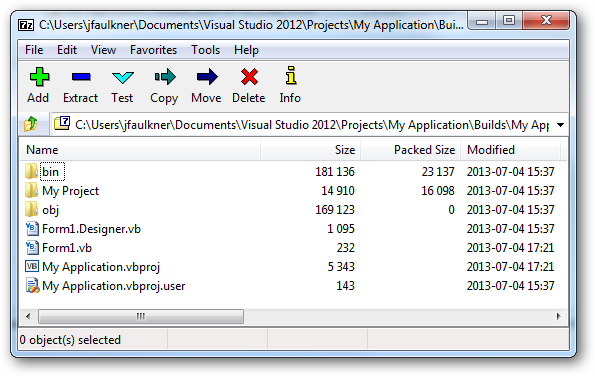 7z C:\Users\jfaulkner\Documents\Visual Studio 2012\Projects\My Application\Bui...
File Edit View Favorites Tools Help
Add Extract Test Copy Move Delete Info
C:\Users\jfaulkner\Documents\Visual Studio 2012\Projects\My Application\Builds\My App
Name Size Packed Size Modified
bin 181 136 23 137 2013-07-04 15:37
My Project 14 910 16 098 2013-07-04 15:37
obj 169 123 0 2013-07-04 15:37
Form1.Designer.vb 1 095 2013-07-04 15:37
Form1.vb 232 2013-07-04 17:21
VB My Application.vbproj 5 343 2013-07-04 17:21
My Application.vbproj.user 143 2013-07-04 15:37
0 object(s) selected